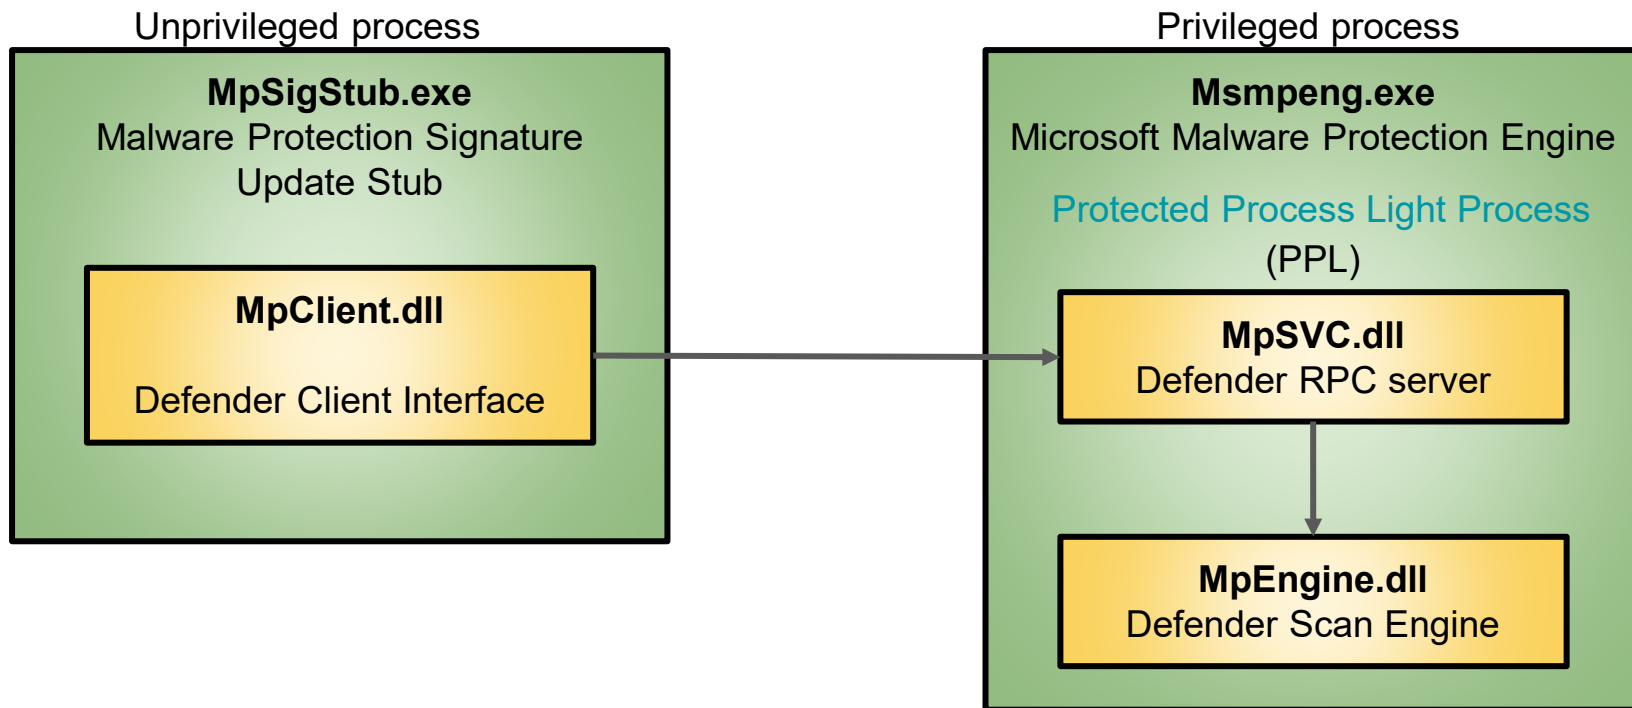 Unprivileged process
MpSigStub.exe
Malware Protection Signature
Update Stub
MpClient.dll
Defender Client Interface
Privileged process
Msmpeng.exe
Microsoft Malware Protection Engine
Protected Process Light Process
(PPL)
MpSVC.dll
Defender RPC server
MpEngine.dll
Defender Scan Engine